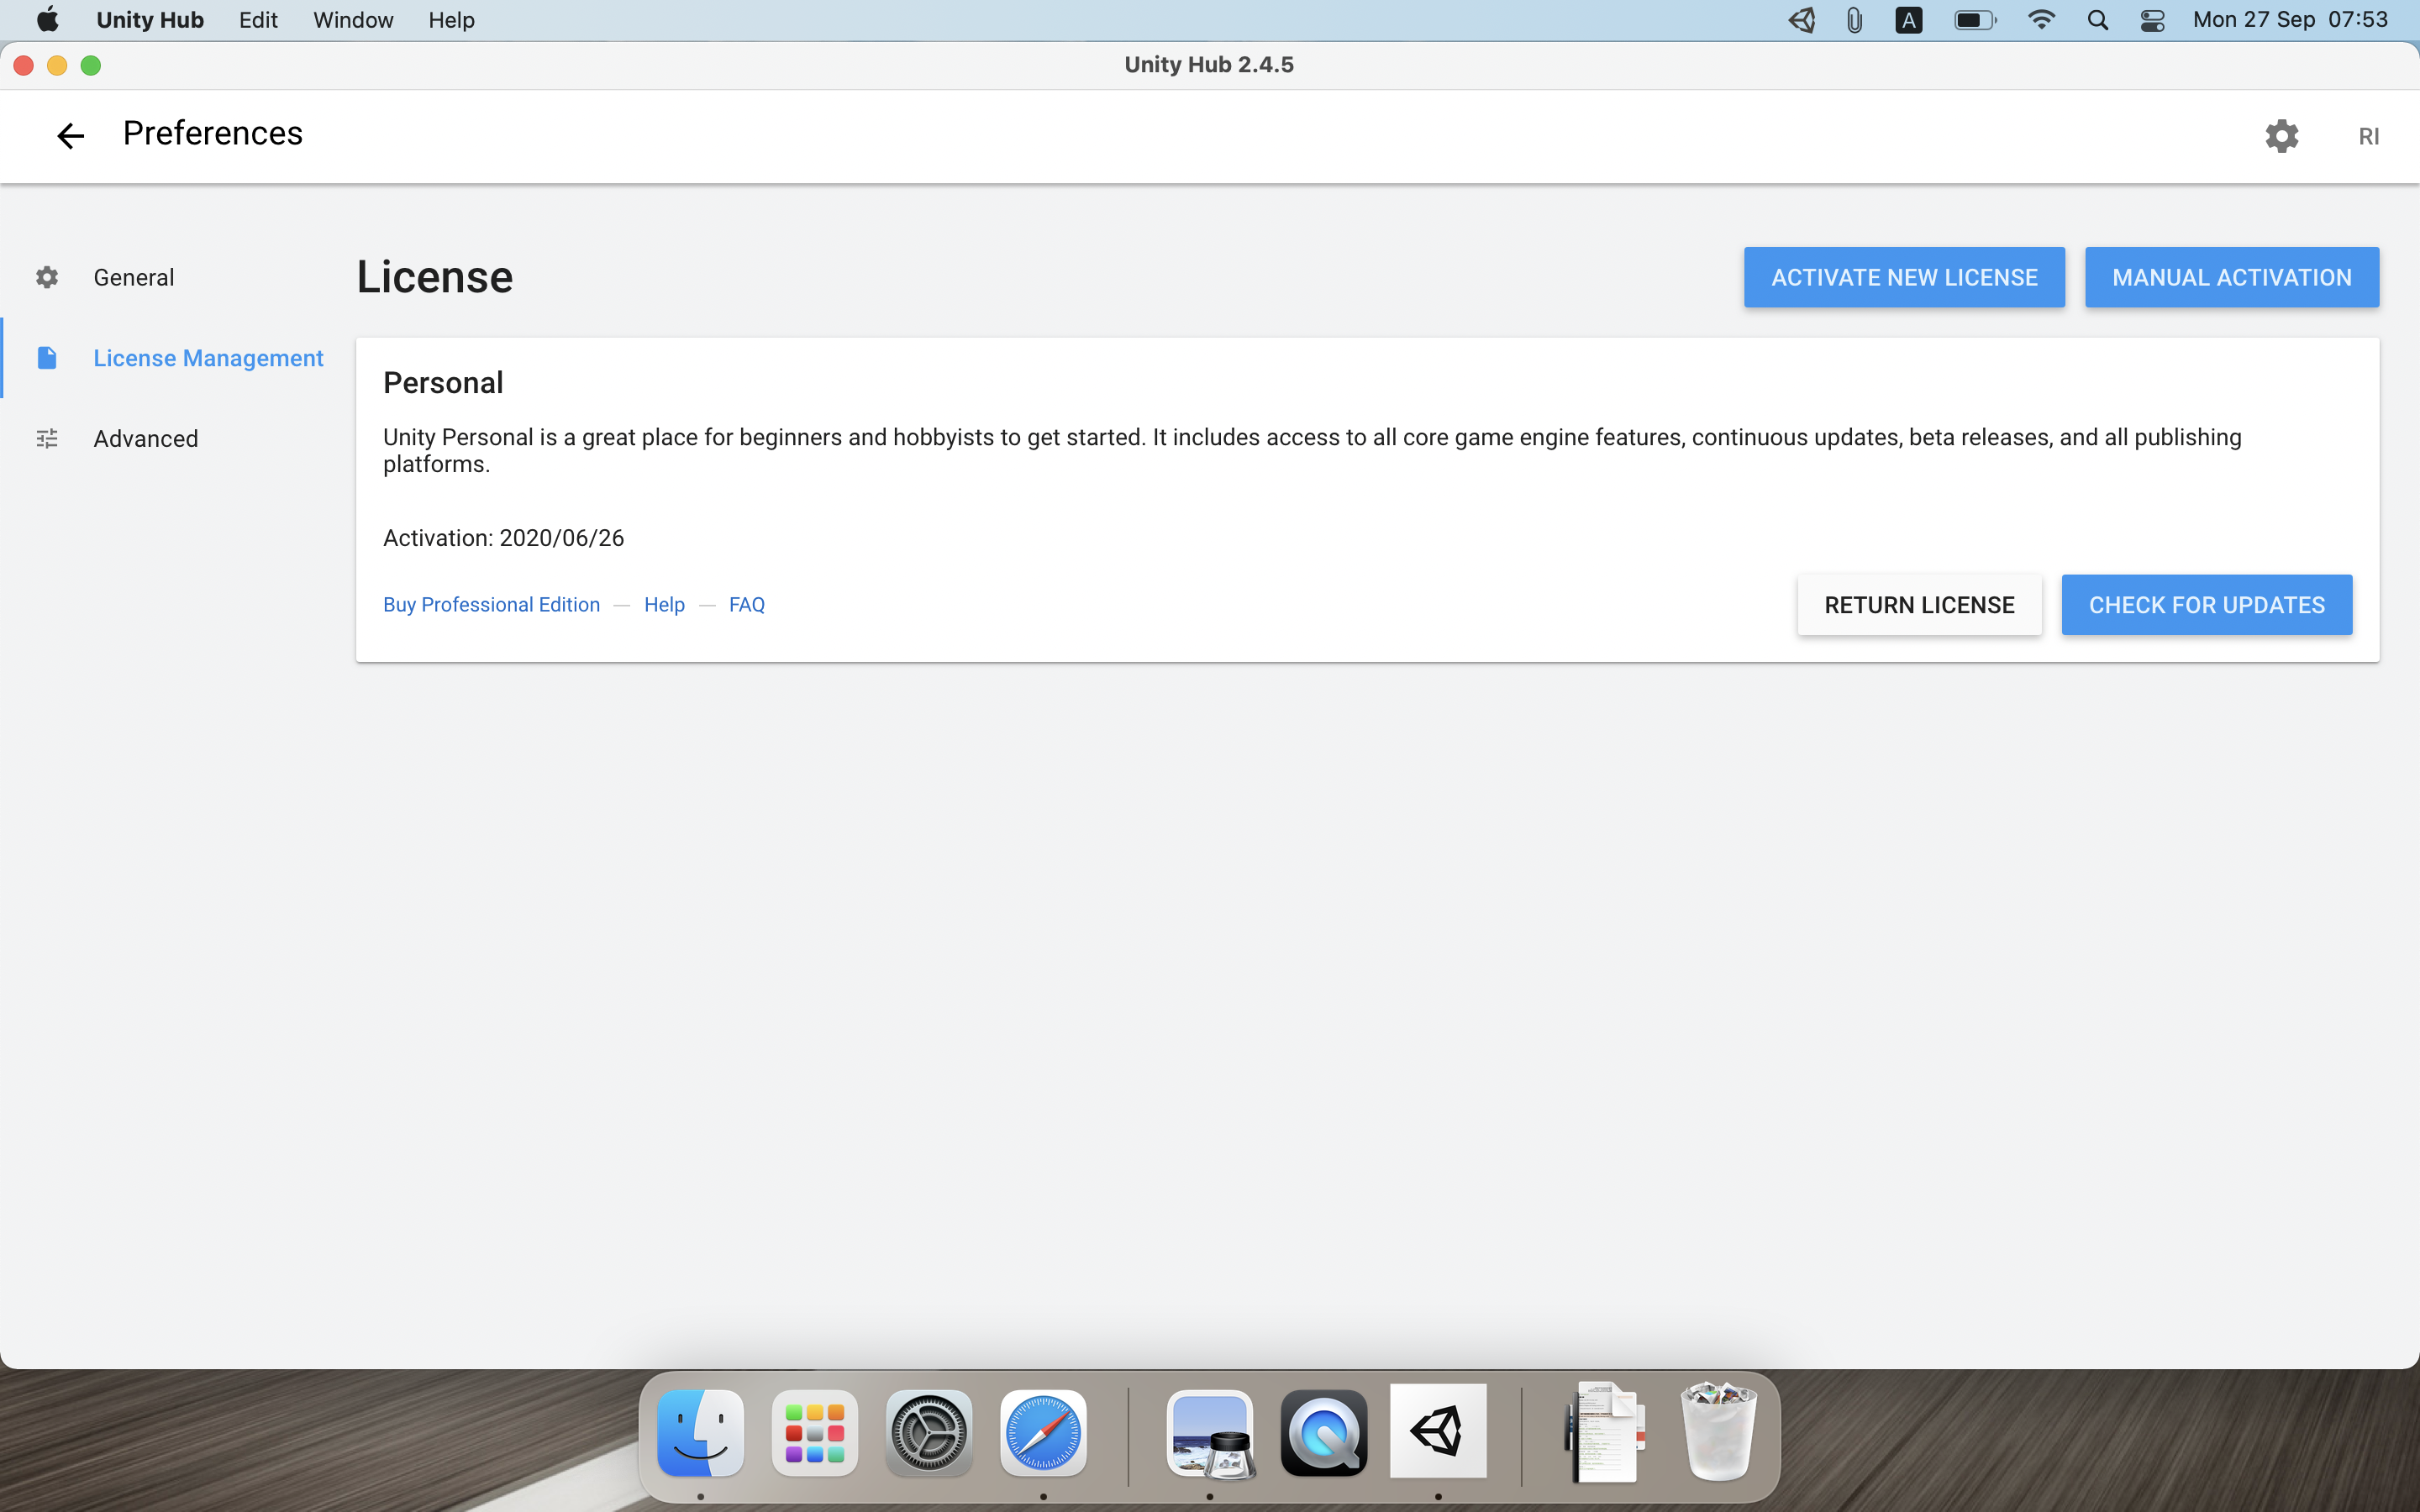 Unity Hub Edit Window Help A Mon 27 Sep 07:53
Unity Hub 2.4.5
Preferences RI
General
License Management
Advanced
License ACTIVATE NEW LICENSE MANUAL ACTIVATION
Personal
Unity Personal is a great place for beginners and hobbyists to get started. It includes access to all core game engine features, continuous updates, beta releases, and all publishing
platforms.
Activation: 2020/06/26
Buy Professional Edition — Help — FAQ RETURN LICENSE CHECK FOR UPDATES